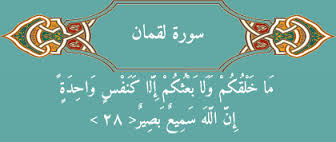 سورة لقمان
مَا خَلْقُكُمْ وَلَا بَعْثُكُمْ إِلَّا كَنَفْسٍ وَاحِدَةٍ
إِنَّ اللَّهَ سَمِيعٌ بَصِيرٌ< ٢٨ >